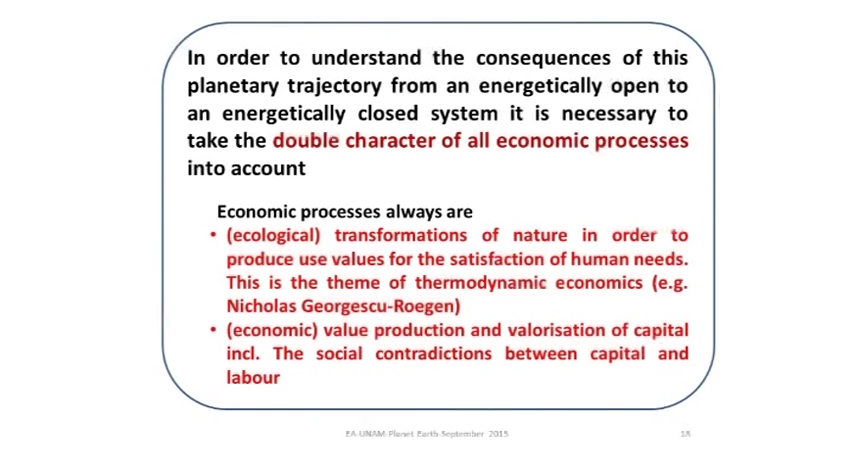 In order to understand the consequences of this
planetary trajectory from an energetically open to
an energetically closed system it is necessary to
take the double character of all economic processes
into account
Economic processes always are
• (ecological) transformations of nature in order to
produce use values for the satisfaction of human needs.
This is the theme of thermodynamic economics (e.g.
Nicholas Georgescu-Roegen)
• (economic) value production and valorisation of capital
incl. The social contradictions between capital and
labour
EA-UNAM-Planet Earth-September 2015
18